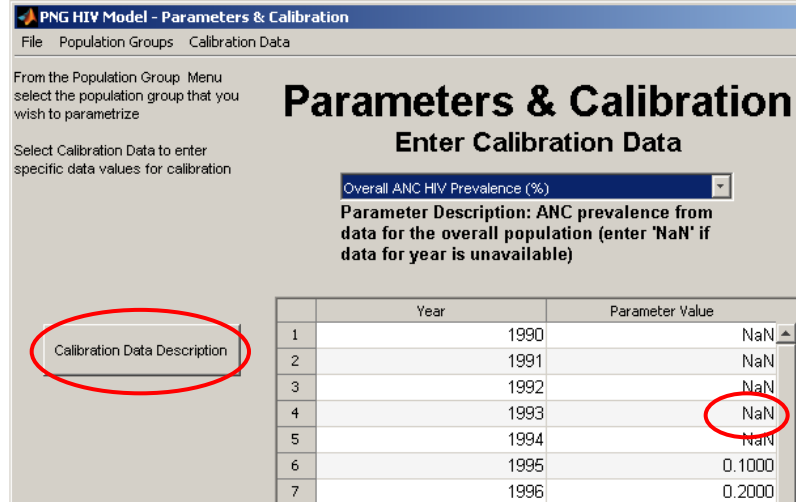 PNG HIV Model - Parameters & Calibration
File Population Groups Calibration Data
From the Population Group Menu
select the population group that you
wish to parametrize
Select Calibration Data to enter
specific data values for calibration
Parameters & Calibration
Enter Calibration Data
Overall ANC HIV Prevalence (%)
Parameter Description: ANC prevalence from
data for the overall population (enter 'NaN' if
data for year is unavailable)
Calibration Data Description
Year Parameter Value
1 1990 NaN
2 1991 NaN
3 1992 NaN
4 1993 NaN
5 1994 NaN
6 1995 0.1000
7 1996 0.2000